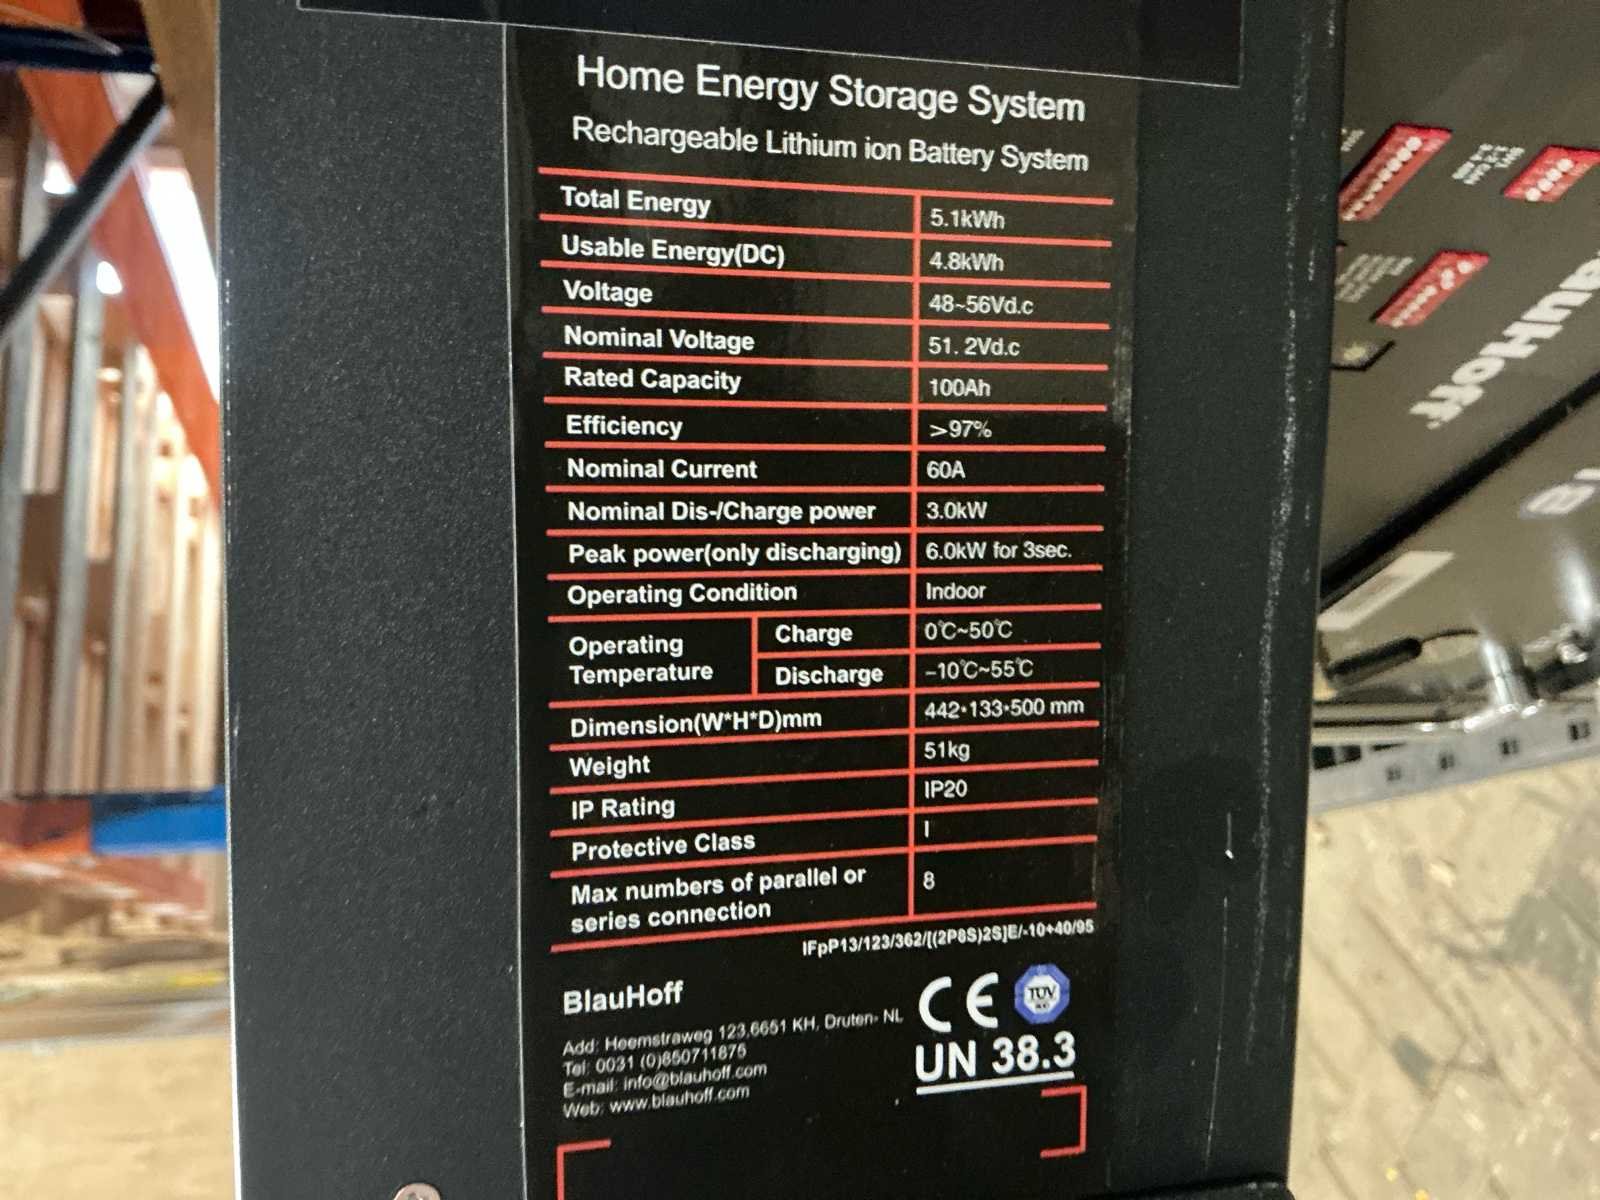 Home Energy Storage System
Rechargeable Lithium ion Battery System
Total Energy 5.1kWh
Usable Energy(DC) 4.8kWh
Voltage 48~56Vd.c
Nominal Voltage 51. 2Vd.c
Rated Capacity 100Ah
Efficiency >97%
Nominal Current 60A
Nominal Dis-/Charge power 3.0kW
Peak power(only discharging) 6.0kW for 3sec.
Operating Condition Indoor
Operating Temperature Charge 0℃~50℃
Discharge -10℃~55℃
Dimension(W*H*D)mm 442*133*500 mm
Weight 51kg
IP Rating IP20
Protective Class I
Max numbers of parallel or series connection 8
IFpP13/123/362/[(2P8S)2S]E/-10+40/95
BlauHoff
Add: Heemstraweg 123,6651 KH, Druten- NL
Tel: 0031 (0)850711875
E-mail: info@blauhoff.com
Web: www.blauhoff.com
CE
TUV
UN 38.3
auHoff